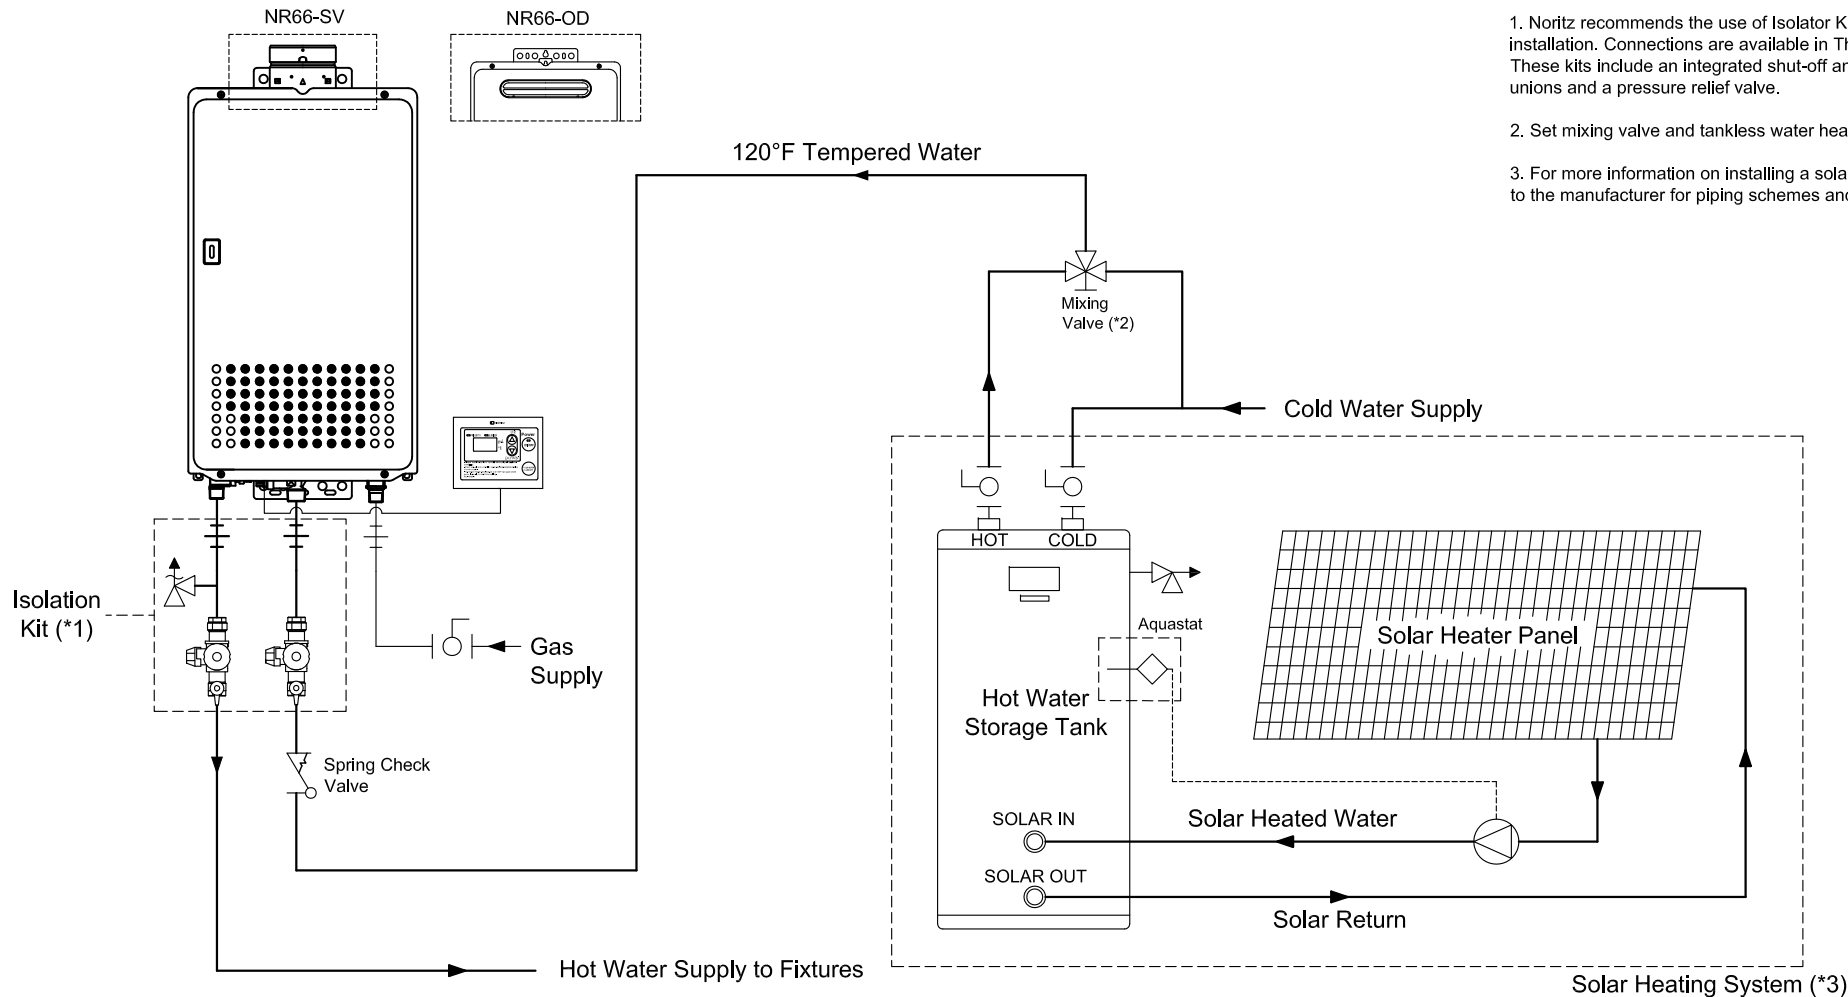 NR66-SV
NR66-OD
1. Noritz recommends the use of Isolator K
installation. Connections are available in Th
These kits include an integrated shut-off an
unions and a pressure relief valve.
2. Set mixing valve and tankless water hea
3. For more information on installing a sola
to the manufacturer for piping schemes and
120°F Tempered Water
Mixing
Valve (*2)
Cold Water Supply
HOT
COLD
Isolation
Kit (*1)
Gas
Supply
Aquastat
Solar Heater Panel
Hot Water
Storage Tank
Spring Check
Valve
SOLAR IN
Solar Heated Water
SOLAR OUT
Solar Return
Hot Water Supply to Fixtures
Solar Heating System (*3)